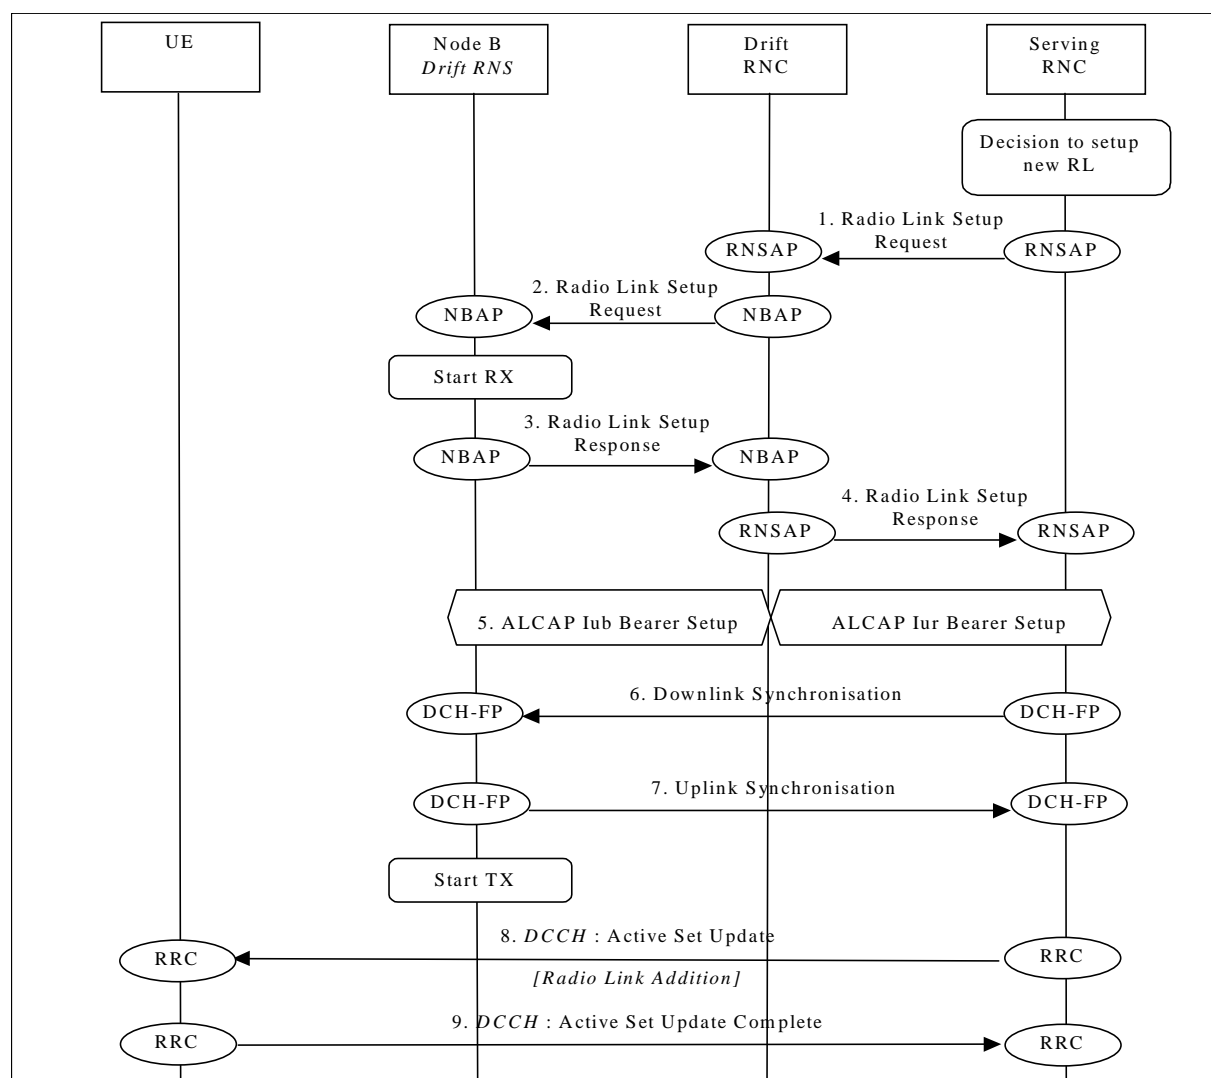 UE
Node B
Drift RNS
Drift
RNC
Serving
RNC
Decision to setup
new RL
1. Radio Link Setup
Request
RNSAP
RNSAP
2. Radio Link Setup
Request
NBAP
NBAP
Start RX
3. Radio Link Setup
Response
NBAP
NBAP
4. Radio Link Setup
Response
RNSAP
RNSAP
5. ALCAP Iub Bearer Setup
ALCAP Iur Bearer Setup
6. Downlink Synchronisation
DCH-FP
DCH-FP
7. Uplink Synchronisation
DCH-FP
DCH-FP
Start TX
8. DCCH : Active Set Update
RRC
RRC
[Radio Link Addition]
9. DCCH : Active Set Update Complete
RRC
RRC